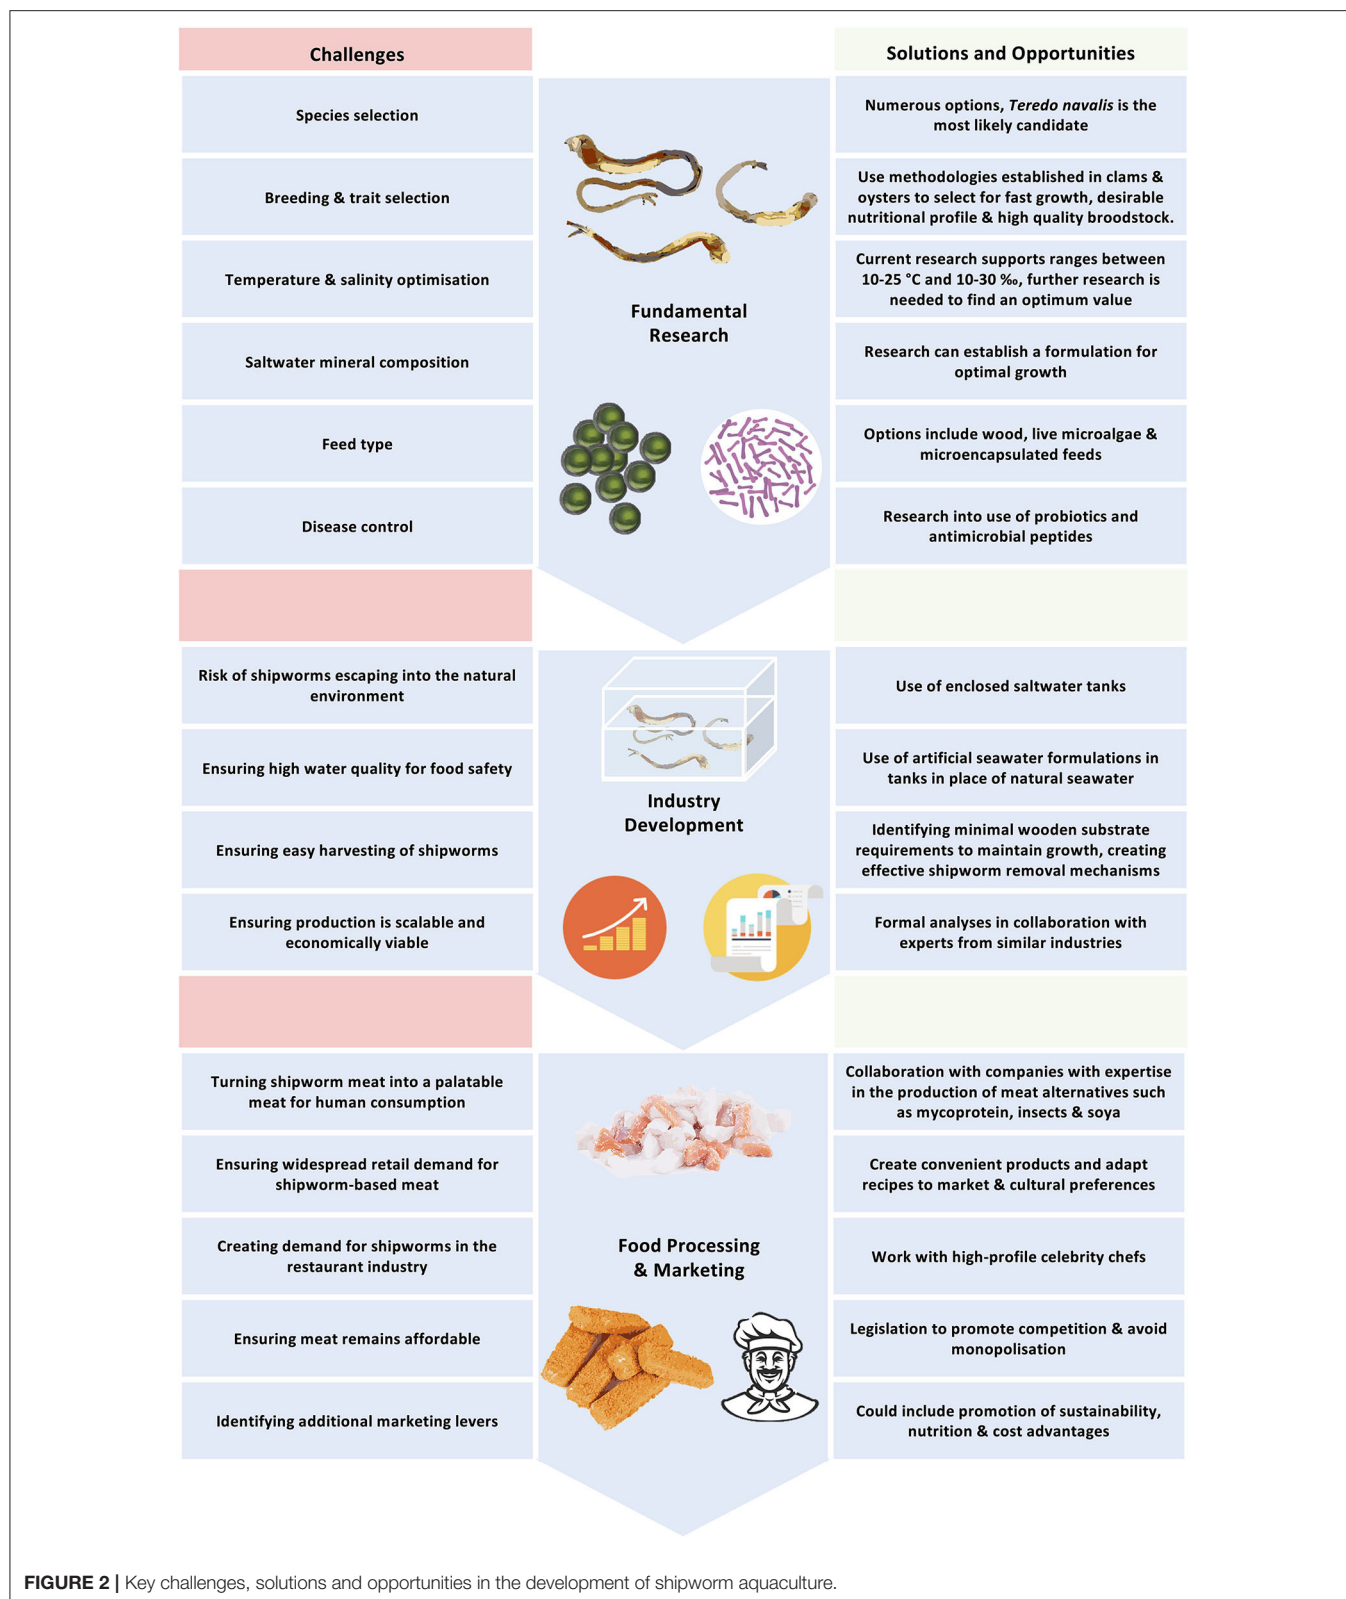 Challenges
Solutions and Opportunities
Species selection
Numerous options, Teredo navalis is the
most likely candidate
Breeding & trait selection
Use methodologies established in clams &
oysters to select for fast growth, desirable
nutritional profile & high quality broodstock.
Temperature & salinity optimisation
Current research supports ranges between
10-25 °C and 10-30 ‰, further research is
needed to find an optimum value
Fundamental
Research
Saltwater mineral composition
Research can establish a formulation for
optimal growth
Feed type
Options include wood, live microalgae &
microencapsulated feeds
Disease control
Research into use of probiotics and
antimicrobial peptides
Risk of shipworms escaping into the natural
environment
Use of enclosed saltwater tanks
Ensuring high water quality for food safety
Use of artificial seawater formulations in
tanks in place of natural seawater
Industry
Development
Ensuring easy harvesting of shipworms
Identifying minimal wooden substrate
requirements to maintain growth, creating
effective shipworm removal mechanisms
Ensuring production is scalable and
economically viable
Formal analyses in collaboration with
experts from similar industries
Turning shipworm meat into a palatable
meat for human consumption
Collaboration with companies with expertise
in the production of meat alternatives such
as mycoprotein, insects & soya
Ensuring widespread retail demand for
shipworm-based meat
Create convenient products and adapt
recipes to market & cultural preferences
Creating demand for shipworms in the
restaurant industry
Food Processing
& Marketing
Work with high-profile celebrity chefs
Ensuring meat remains affordable
Legislation to promote competition & avoid
monopolisation
Identifying additional marketing levers
Could include promotion of sustainability,
nutrition & cost advantages
FIGURE 2 | Key challenges, solutions and opportunities in the development of shipworm aquaculture.